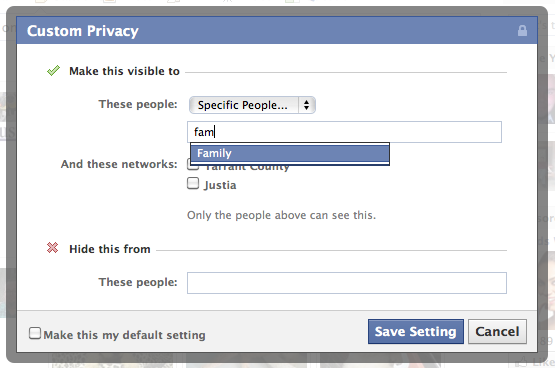 Custom Privacy
Make this visible to
These people: Specific People...
fam
Family
And these networks: Tarrant County
Justia
Only the people above can see this.
Hide this from
These people:
Make this my default setting
Save Setting Cancel